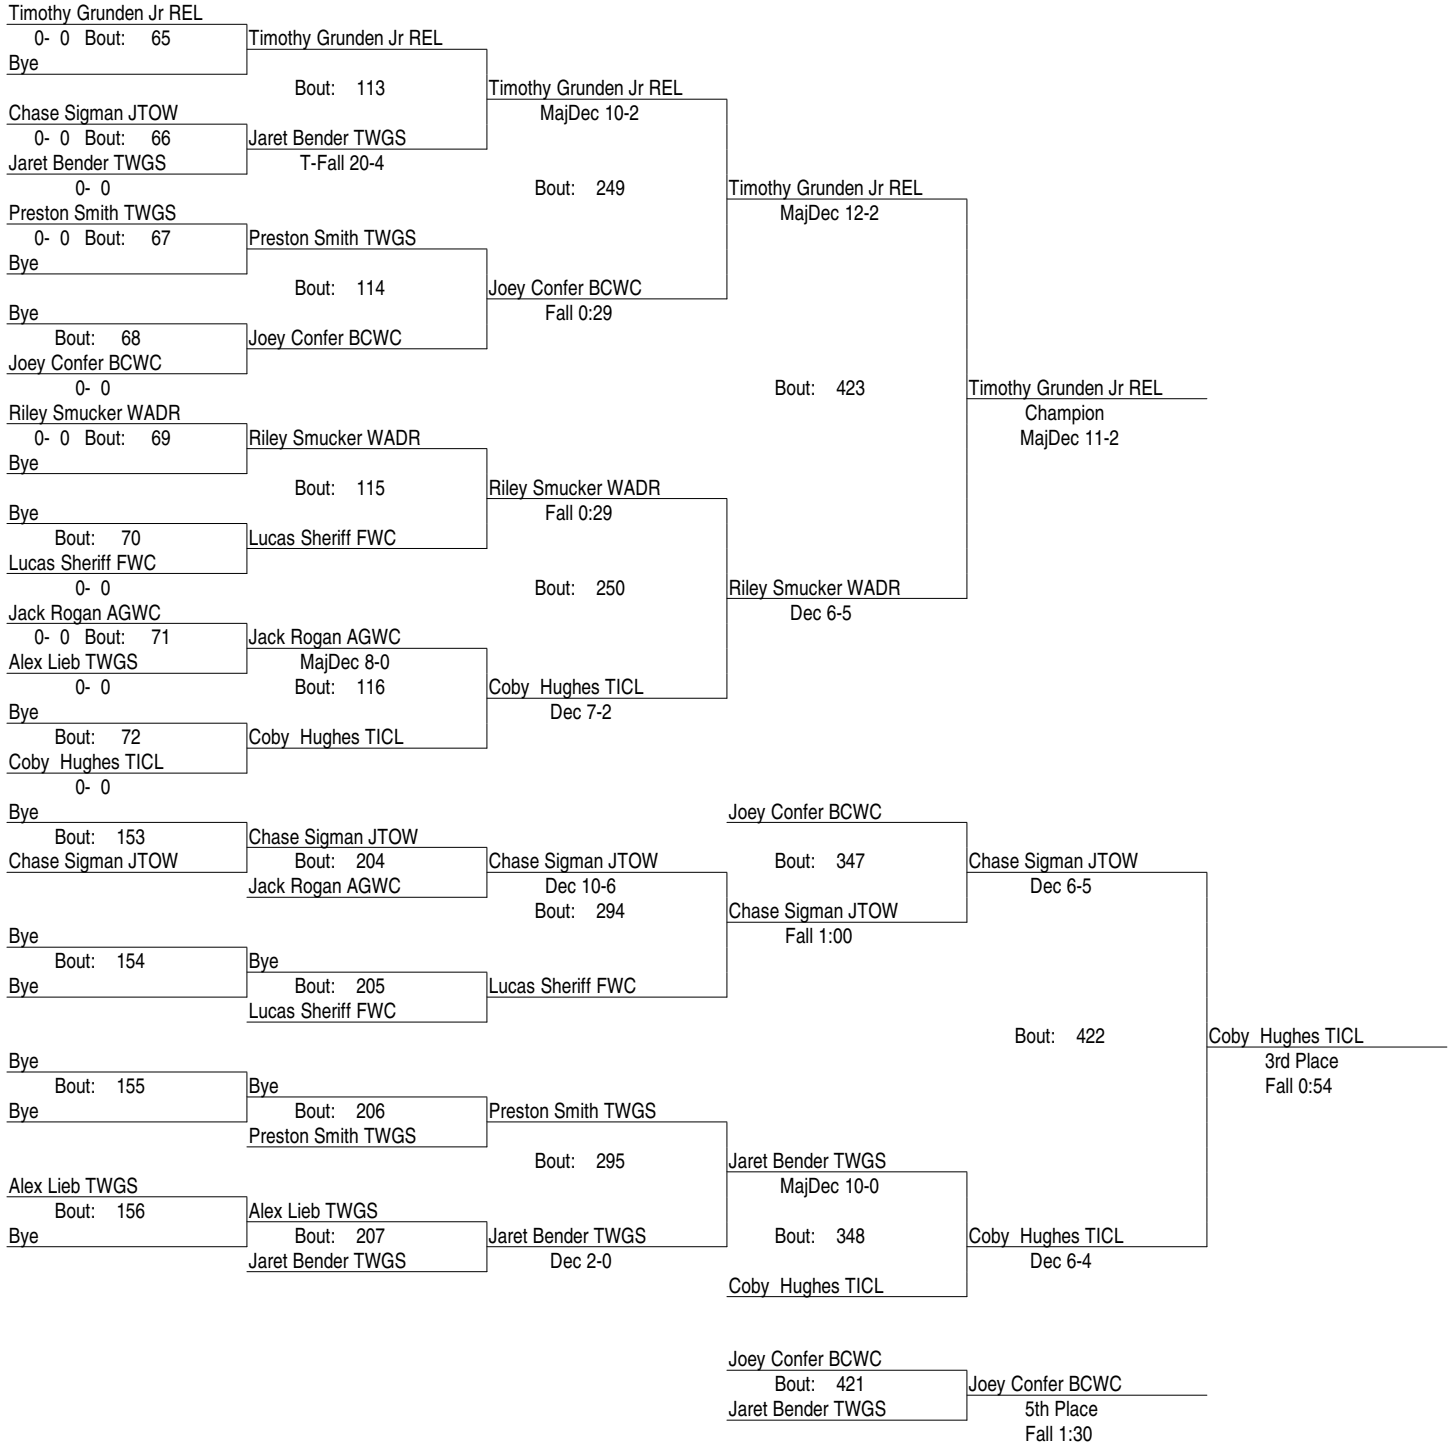 Timothy Grunden Jr REL
0- 0 Bout: 65 Timothy Grunden Jr REL
Bye
Bout: 113 Timothy Grunden Jr REL
Chase Sigman JTOW MajDec 10-2
0- 0 Bout: 66 Jaret Bender TWGS
Jaret Bender TWGS T-Fall 20-4
0- 0 Bout: 249 Timothy Grunden Jr REL
Preston Smith TWGS MajDec 12-2
0- 0 Bout: 67 Preston Smith TWGS
Bye
Bout: 114 Joey Confer BCWC
Bye Fall 0:29
Bout: 68 Joey Confer BCWC
Joey Confer BCWC
0- 0 Bout: 423 Timothy Grunden Jr REL
Riley Smucker WADR Champion
0- 0 Bout: 69 Riley Smucker WADR MajDec 11-2
Bye
Bout: 115 Riley Smucker WADR
Bye Fall 0:29
Bout: 70 Lucas Sheriff FWC
Lucas Sheriff FWC
0- 0 Bout: 250 Riley Smucker WADR
Jack Rogan AGWC Dec 6-5
0- 0 Bout: 71 Jack Rogan AGWC
Alex Lieb TWGS MajDec 8-0
0- 0 Bout: 116 Coby Hughes TICL
Bye Dec 7-2
Bout: 72 Coby Hughes TICL
Coby Hughes TICL
0- 0
Bye Joey Confer BCWC
Bout: 153 Chase Sigman JTOW
Chase Sigman JTOW Bout: 204 Chase Sigman JTOW Bout: 347 Chase Sigman JTOW
Jack Rogan AGWC Dec 10-6 Dec 6-5
Bout: 294 Chase Sigman JTOW
Bye Fall 1:00
Bout: 154 Bye
Bye Bout: 205 Lucas Sheriff FWC
Lucas Sheriff FWC
Bout: 422 Coby Hughes TICL
Bye 3rd Place
Bout: 155 Bye Fall 0:54
Bye Bout: 206 Preston Smith TWGS
Preston Smith TWGS
Bout: 295 Jaret Bender TWGS
Alex Lieb TWGS MajDec 10-0
Bout: 156 Alex Lieb TWGS
Bye Bout: 207 Jaret Bender TWGS Bout: 348 Coby Hughes TICL
Jaret Bender TWGS Dec 2-0 Dec 6-4
Coby Hughes TICL
Joey Confer BCWC
Bout: 421 Joey Confer BCWC
Jaret Bender TWGS 5th Place
Fall 1:30